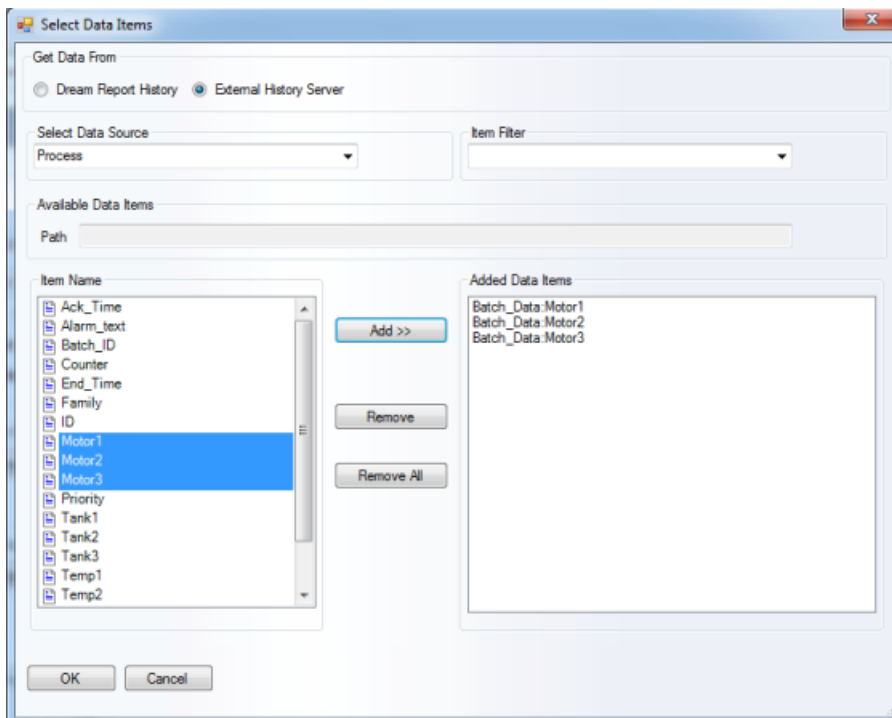 Select Data Items
Get Data From
Dream Report History External History Server
Select Data Source
Process
Item Filter
Available Data Items
Path
Item Name
Ack_Time
Alarm_text
Batch_ID
Counter
End_Time
Family
ID
Motor1
Motor2
Motor3
Priority
Tank1
Tank2
Tank3
Temp1
Temp2
Add >>
Remove
Remove All
Added Data Items
Batch_Data:Motor1
Batch_Data:Motor2
Batch_Data:Motor3
OK Cancel